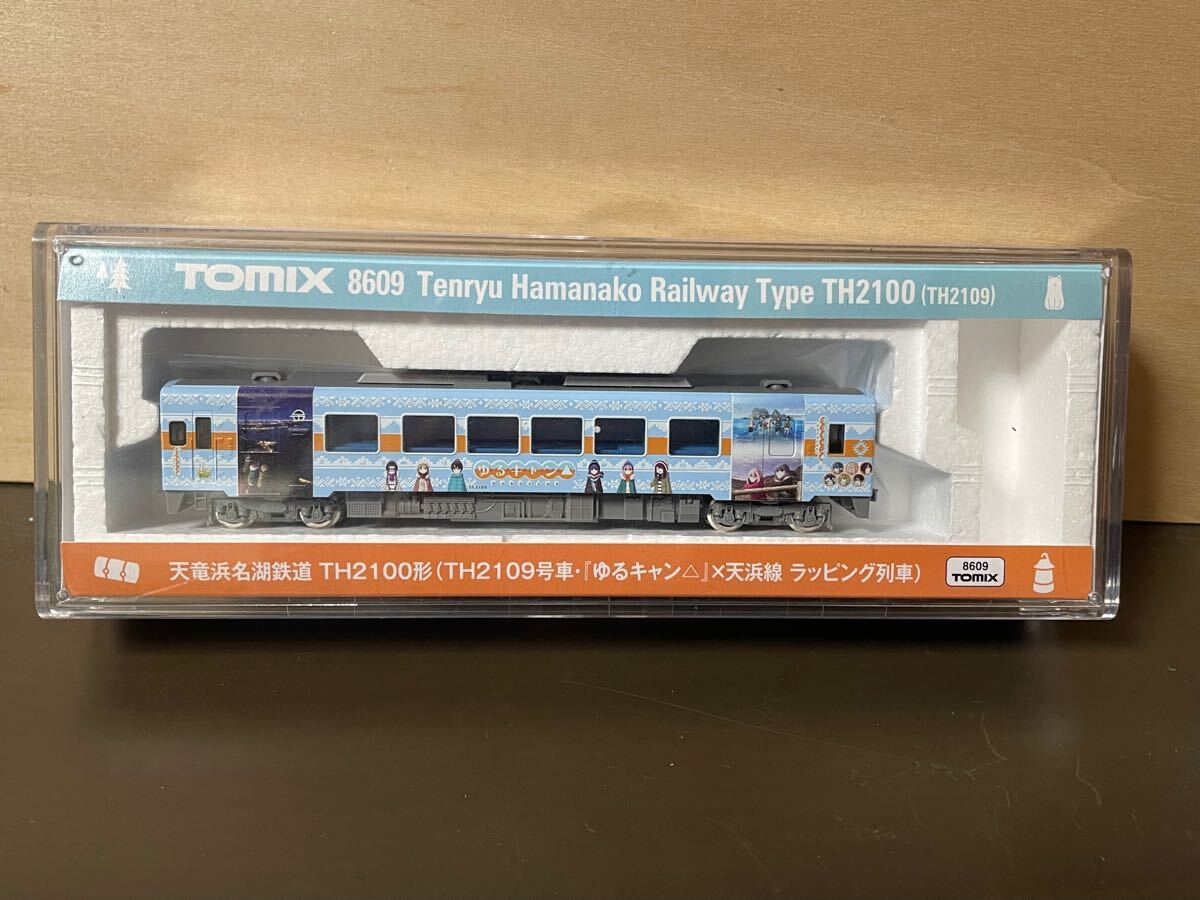 TOMIX 8609 Tenryu Hamanako Railway Type TH2100 (TH2109)
ゆるキャン△
天竜浜名湖鉄道 TH2100形(TH2109号車・『ゆるキャン△』×天浜線 ラッピング列車)
8609
TOMIX